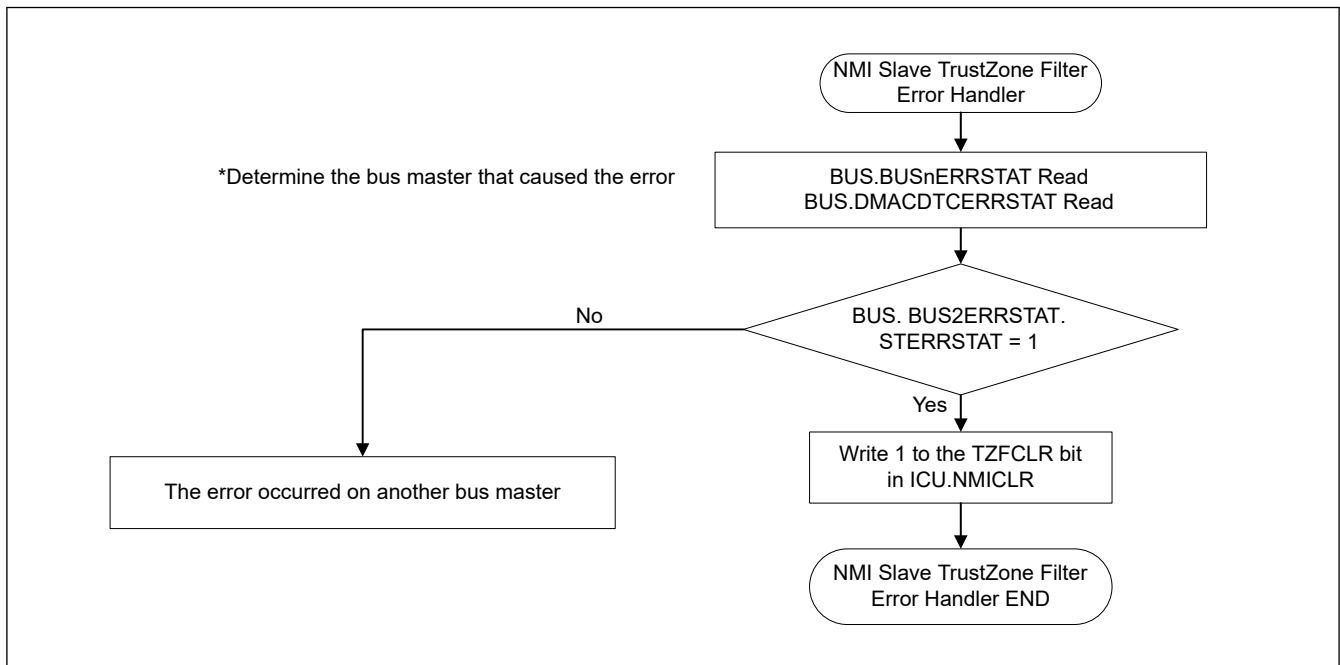 NMI Slave TrustZone Filter
Error Handler
*Determine the bus master that caused the error
BUS.BUSnERRSTAT Read
BUS.DMACDTCERRSTAT Read
BUS. BUS2ERRSTAT.
STERRSTAT = 1
No
Yes
Write 1 to the TZFCLR bit
in ICU.NMICLR
The error occurred on another bus master
NMI Slave TrustZone Filter
Error Handler END